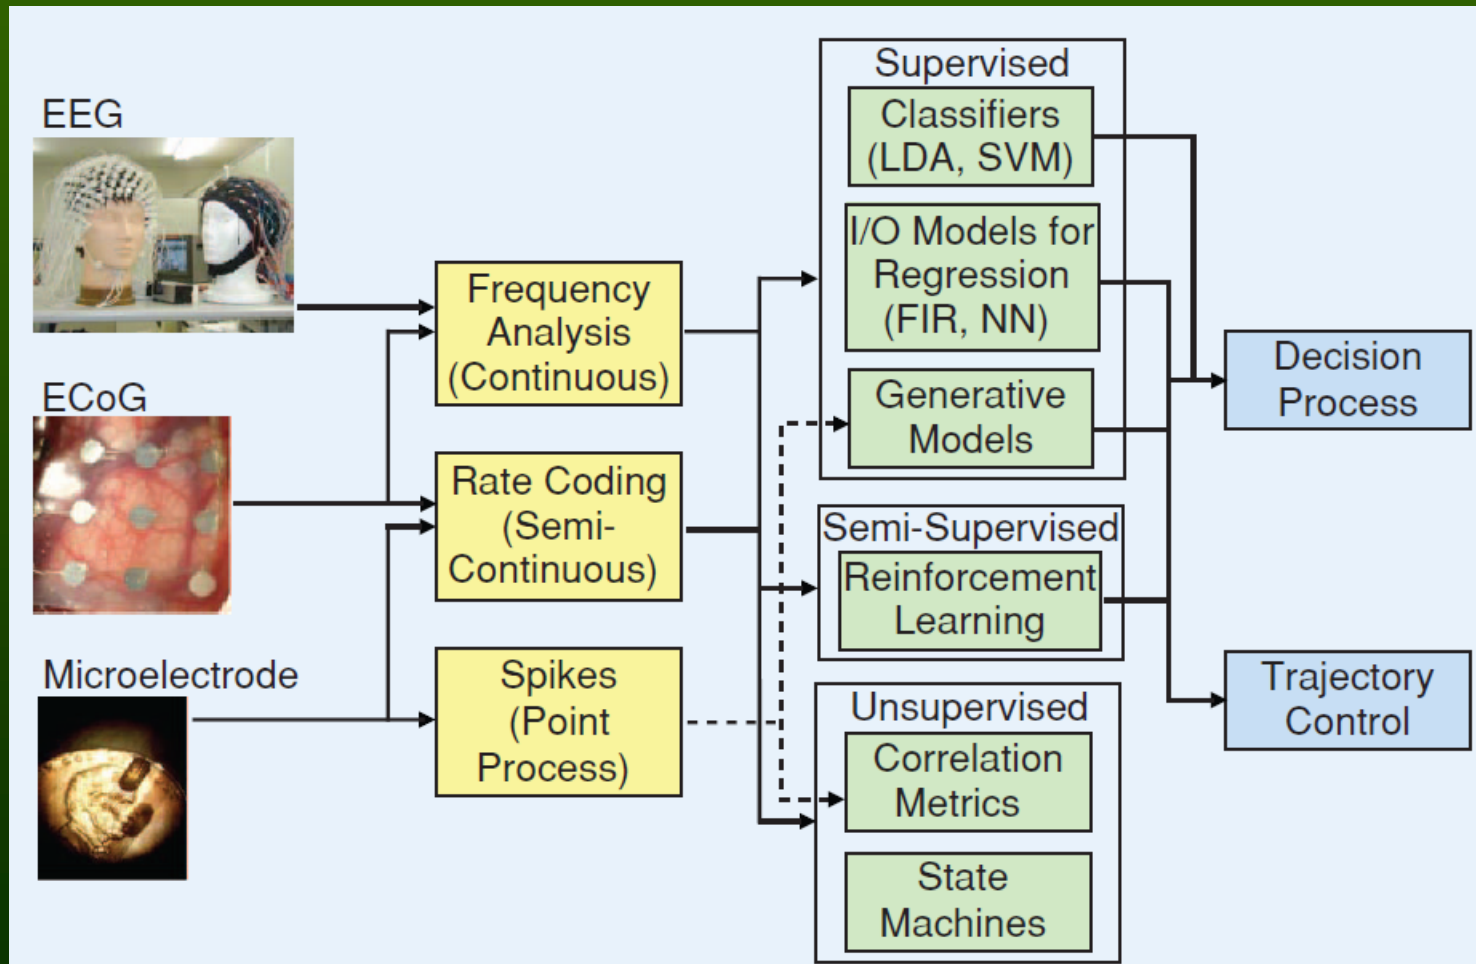 EEG
ECoG
Microelectrode
Frequency
Analysis
(Continuous)
Rate Coding
(Semi-
Continuous)
Spikes
(Point
Process)
Supervised
Classifiers
(LDA, SVM)
I/O Models for
Regression
(FIR, NN)
Generative
Models
Semi-Supervised
Reinforcement
Learning
Unsupervised
Correlation
Metrics
State
Machines
Decision
Process
Trajectory
Control